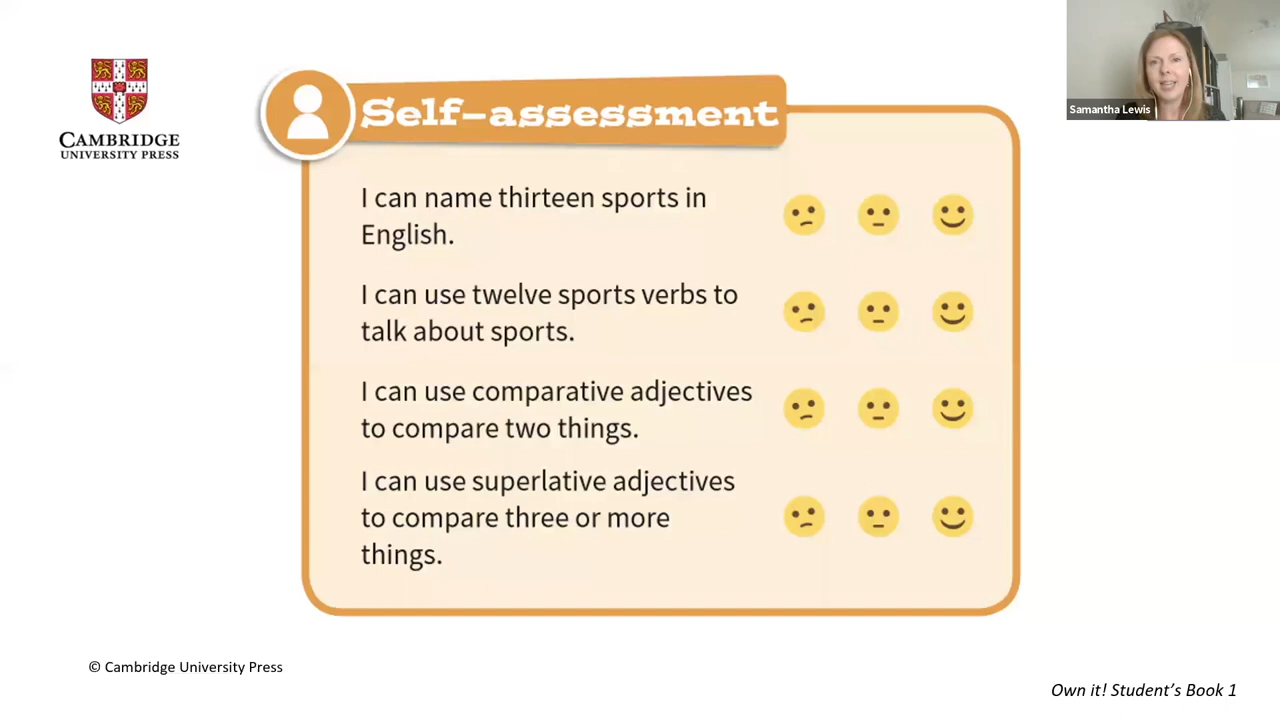 CAMBRIDGE
UNIVERSITY PRESS
Self-assessment
I can name thirteen sports in
English.
I can use twelve sports verbs to
talk about sports.
I can use comparative adjectives
to compare two things.
I can use superlative adjectives
to compare three or more
things.
Samantha Lewis
© Cambridge University Press
Own it! Student’s Book 1